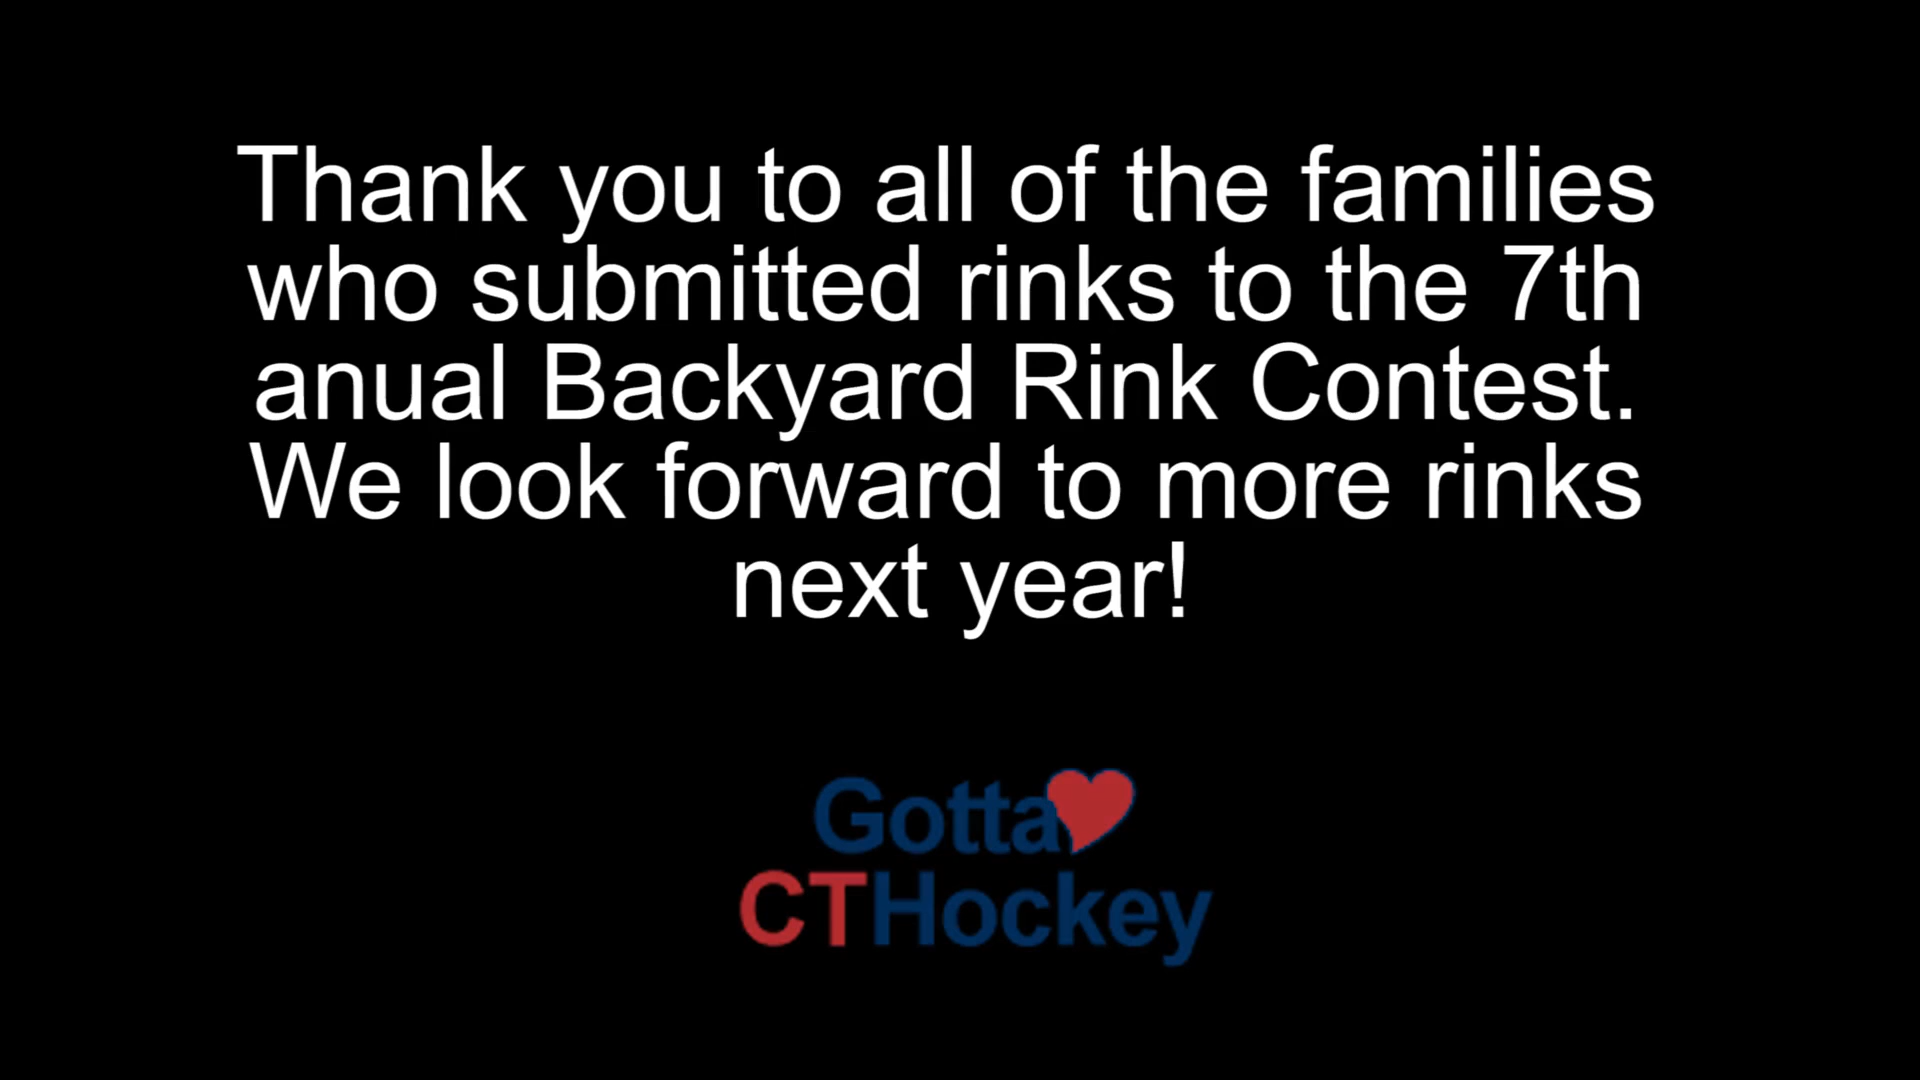 Thank you to all of the families
who submitted rinks to the 7th
anual Backyard Rink Contest.
We look forward to more rinks
next year!
Gotta
CTHockey